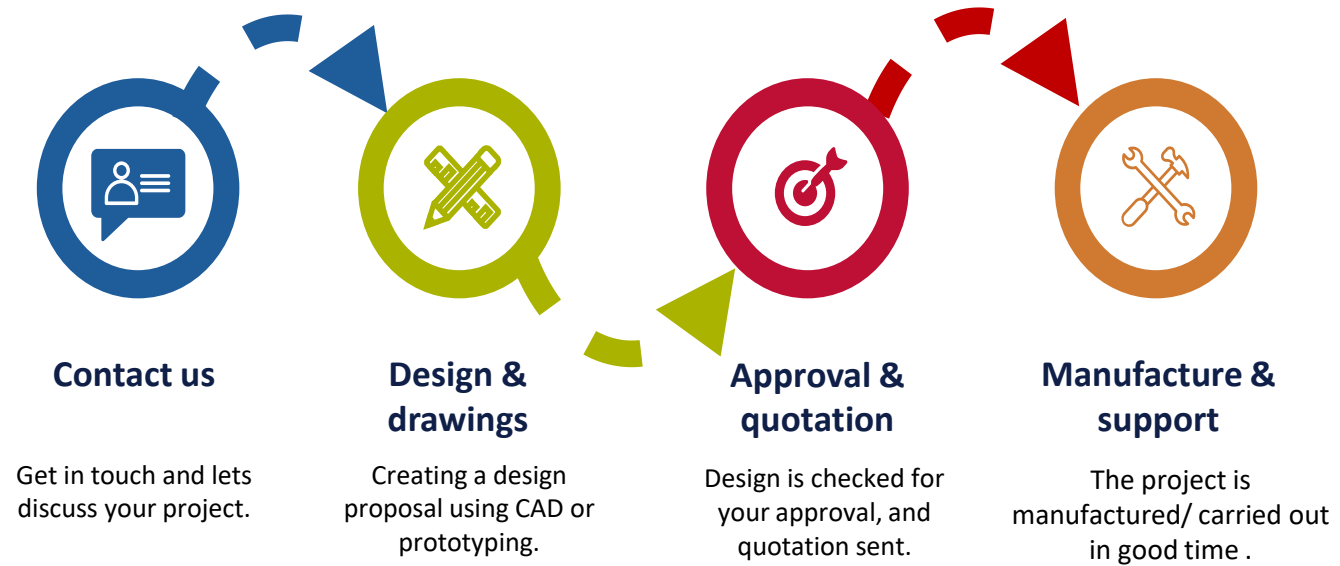 Contact us
Get in touch and lets
discuss your project.
Design &
drawings
Creating a design
proposal using CAD or
prototyping.
Approval &
quotation
Design is checked for
your approval, and
quotation sent.
Manufacture &
support
The project is
manufactured/ carried out
in good time .